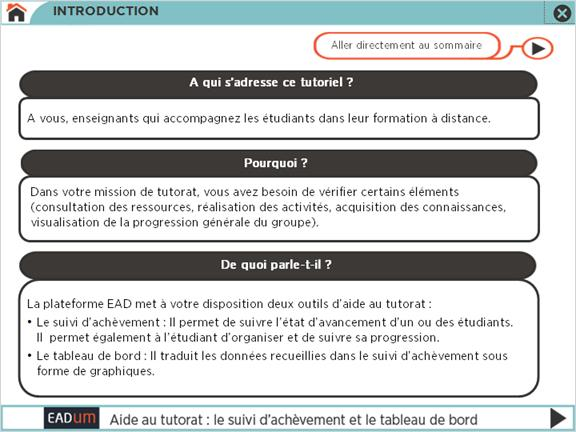 INTRODUCTION
Aller directement au sommaire
A qui s'adresse ce tutoriel ?
A vous, enseignants qui accompagnez les étudiants dans leur formation à distance.
Pourquoi ?
Dans votre mission de tutorat, vous avez besoin de vérifier certains éléments
(consultation des ressources, réalisation des activités, acquisition des connaissances,
visualisation de la progression générale du groupe).
De quoi parle-t-il ?
La plateforme EAD met à votre disposition deux outils d'aide au tutorat :
• Le suivi d'achèvement : Il permet de suivre l'état d'avancement d'un ou des étudiants.
Il permet également à l'étudiant d'organiser et de suivre sa progression.
• Le tableau de bord : Il traduit les données recueillies dans le suivi d'achèvement sous
forme de graphiques.
EADum Aide au tutorat : le suivi d'achèvement et le tableau de bord